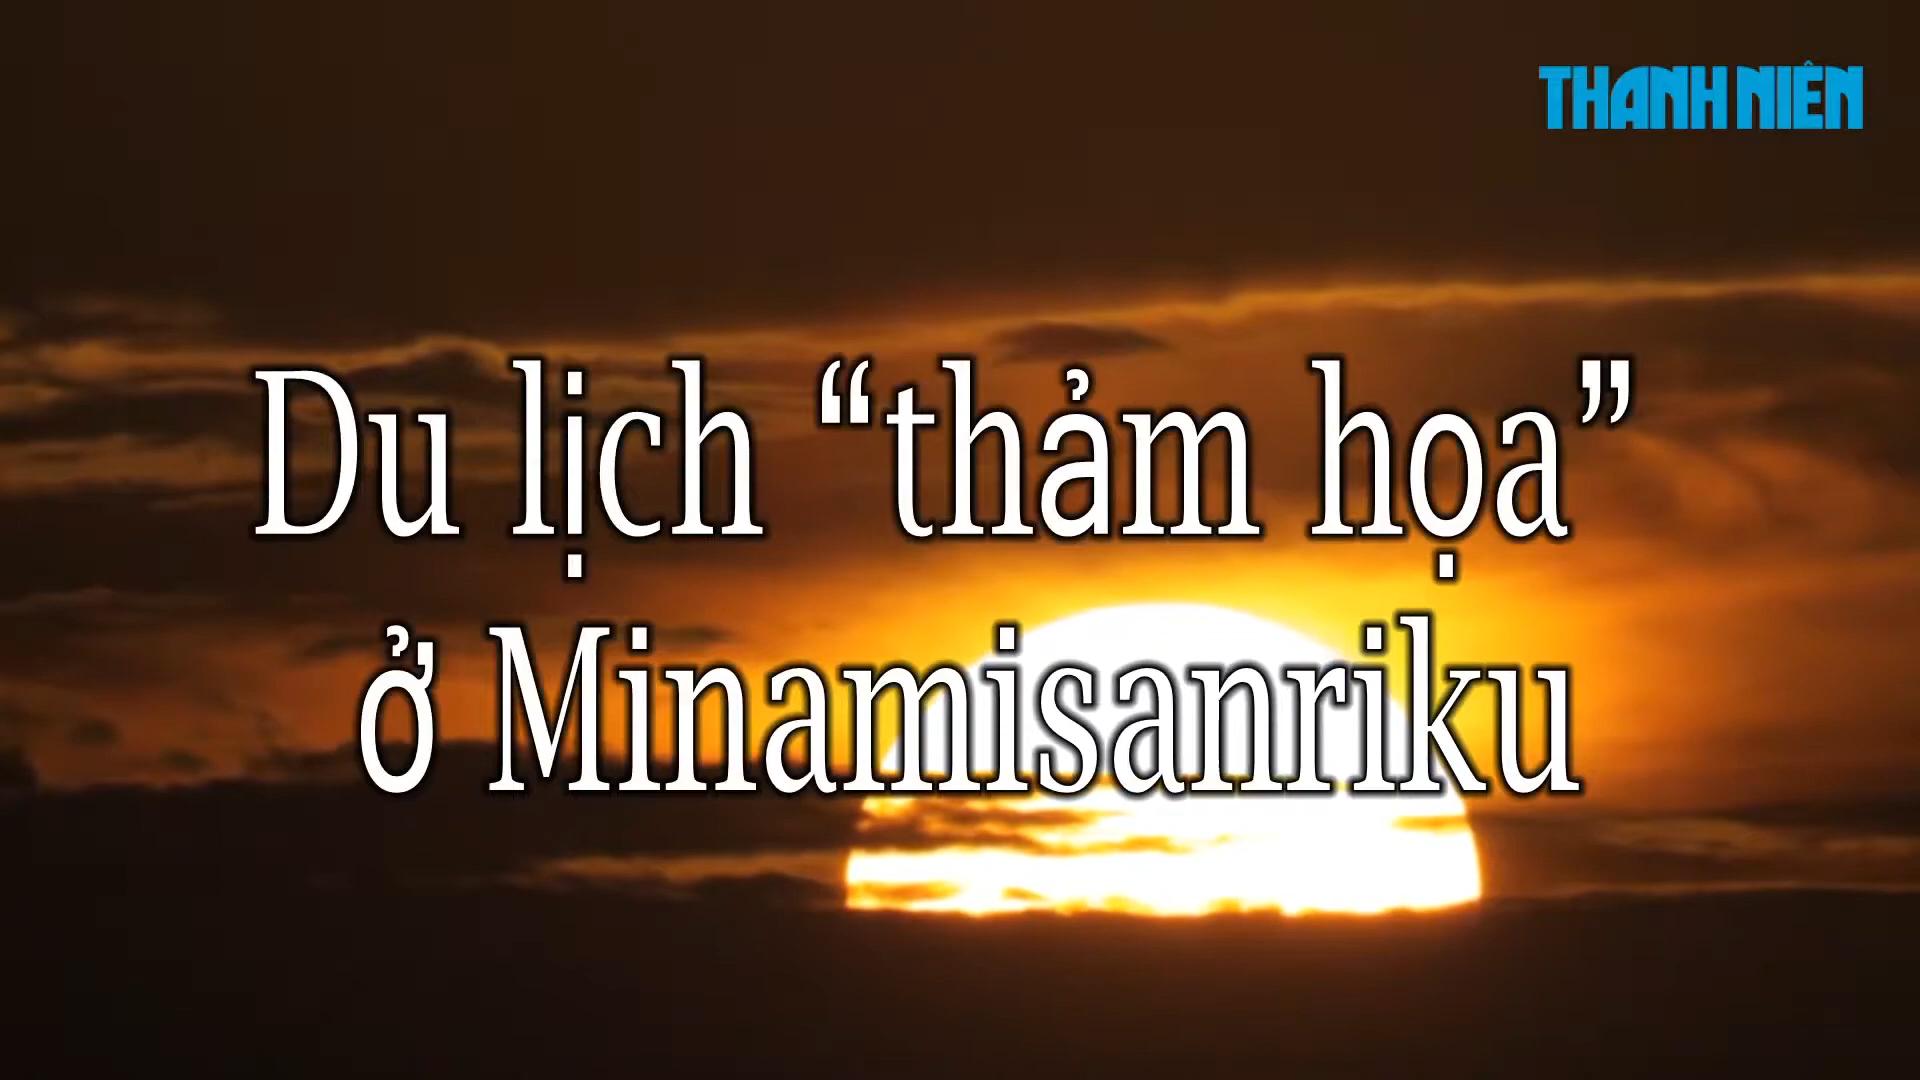 THANH NIÊN
Du lịch “thảm họa”
ở Minamisanriku